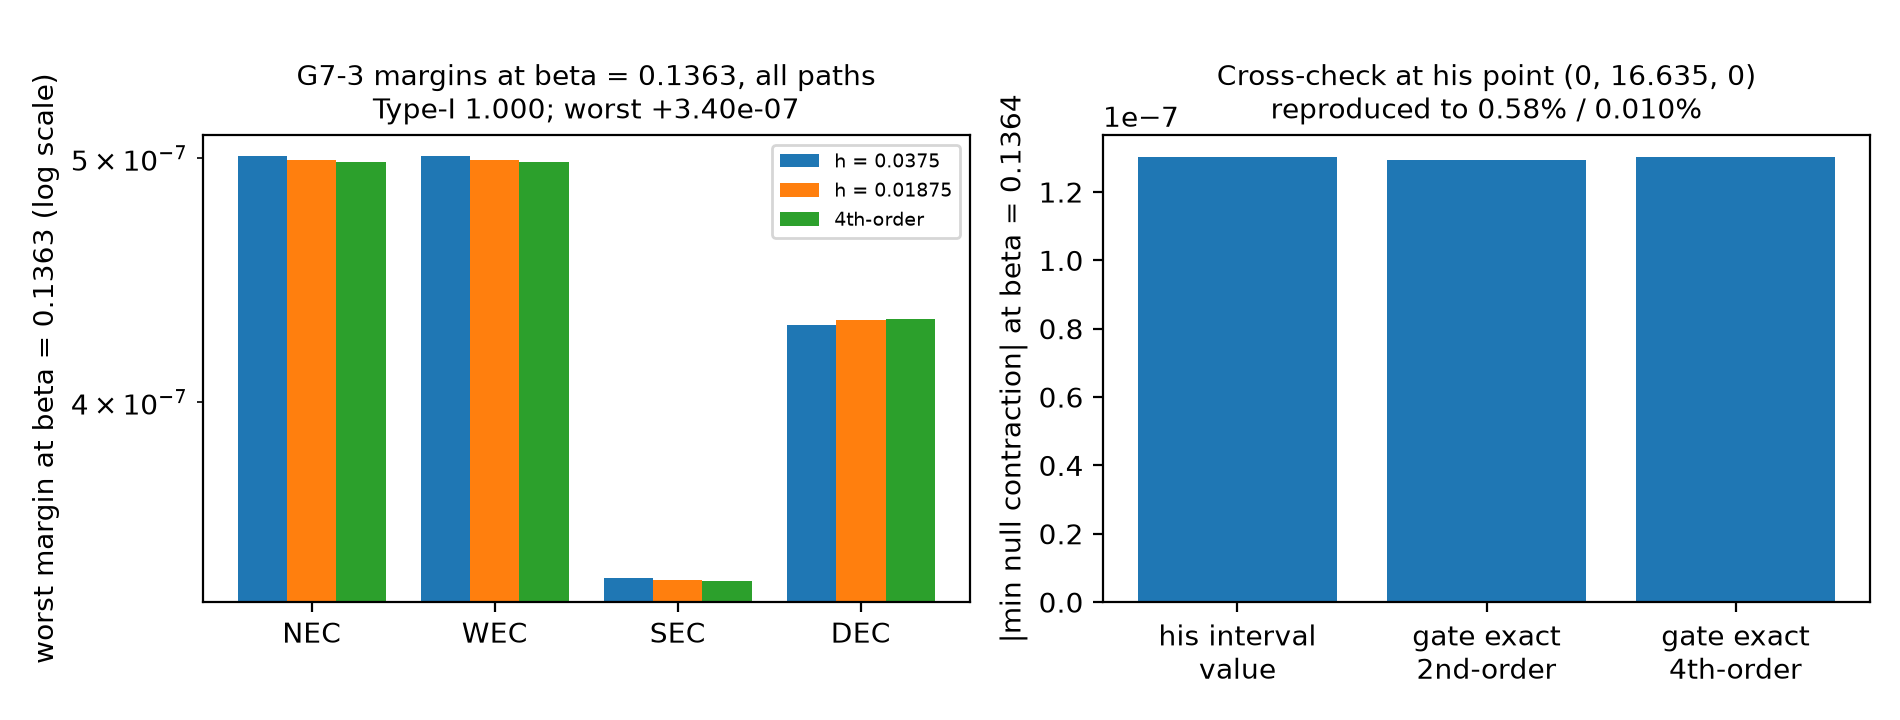 G7-3 margins at beta = 0.1363, all paths
Type-I 1.000; worst +3.40e-07
worst margin at beta = 0.1363 (log scale)
5 × 10⁻⁷
4 × 10⁻⁷
h = 0.0375
h = 0.01875
4th-order
NEC WEC SEC DEC
Cross-check at his point (0, 16.635, 0)
reproduced to 0.58% / 0.010%
|min null contraction| at beta = 0.1364
1e−7
1.2
1.0
0.8
0.6
0.4
0.2
0.0
his interval
value
gate exact
2nd-order
gate exact
4th-order